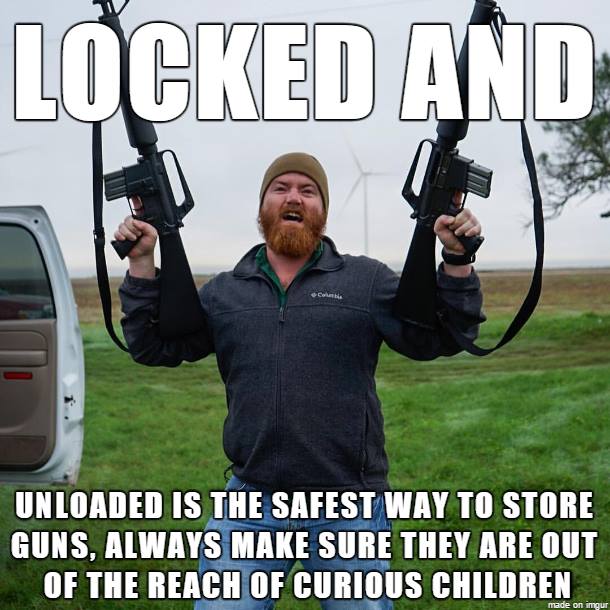 LOCKED AND
Columbia
UNLOADED IS THE SAFEST WAY TO STORE
GUNS, ALWAYS MAKE SURE THEY ARE OUT
OF THE REACH OF CURIOUS CHILDREN
made on imgur